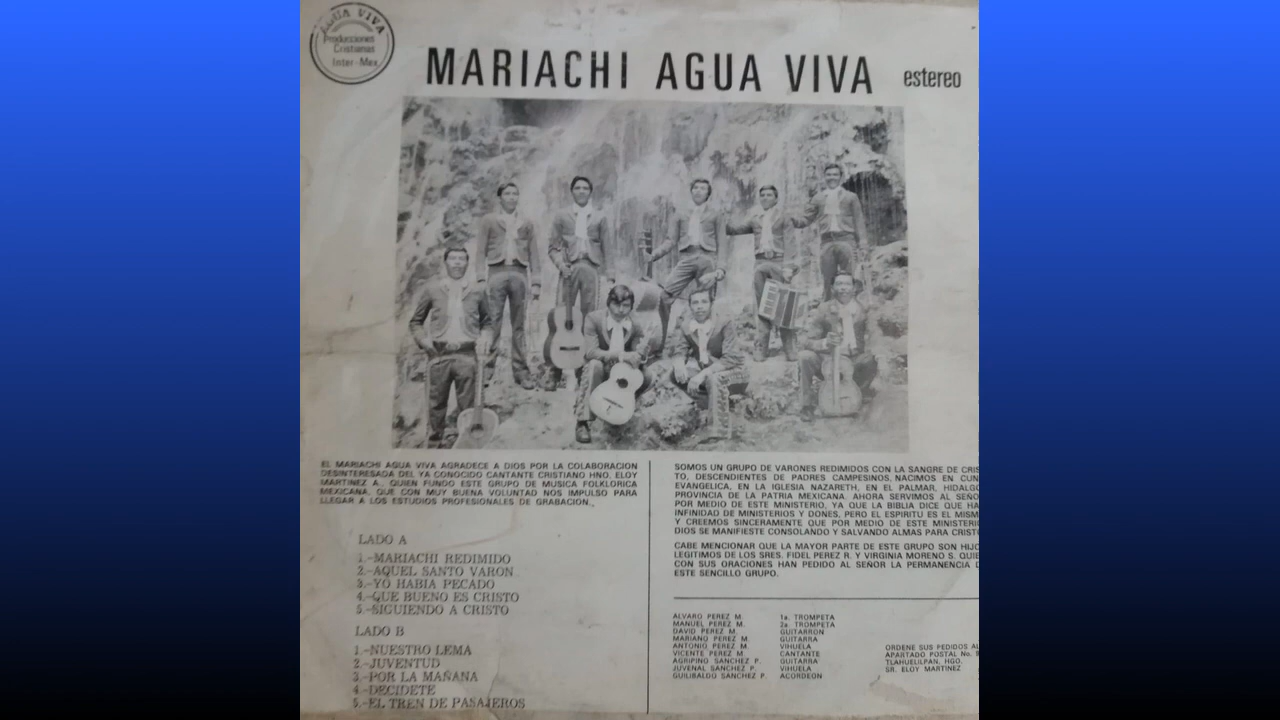 AGUA VIVA
Producciones
Cristianas
Inter-Mex
MARIACHI AGUA VIVA
estereo
EL MARIACHI AGUA VIVA AGRADECE A DIOS POR LA COLABORACION
DESINTERESADA DEL YA CONOCIDO CANTANTE CRISTIANO HNO. ELOY
MARTINEZ A., QUIEN FUNDO ESTE GRUPO DE MUSICA FOLKLORICA
MEXICANA, QUE CON MUY BUENA VOLUNTAD NOS IMPULSO PARA
LLEGAR A LOS ESTUDIOS PROFESIONALES DE GRABACION.
LADO A
1.-MARIACHI REDIMIDO
2.-AQUEL SANTO VARON
3.-YO HABIA PECADO
4.-QUE BUENO ES CRISTO
5.-SIGUIENDO A CRISTO
LADO B
1.-NUESTRO LEMA
2.-JUVENTUD
3.-POR LA MAÑANA
4.-DECIDETE
5.-EL TREN DE PASAJEROS
SOMOS UN GRUPO DE VARONES REDIMIDOS CON LA SANGRE DE CRIS
TO, DESCENDIENTES DE PADRES CAMPESINOS, NACIMOS EN CUN
EVANGELICA, EN LA IGLESIA NAZARETH, EN EL PALMAR, HIDALGO
PROVINCIA DE LA PATRIA MEXICANA. AHORA SERVIMOS AL SEÑO
POR MEDIO DE ESTE MINISTERIO, YA QUE LA BIBLIA DICE QUE HA
INFINIDAD DE MINISTERIOS Y DONES, PERO EL ESPIRITU ES EL MISM
Y CREEMOS SINCERAMENTE QUE POR MEDIO DE ESTE MINISTERIO
DIOS SE MANIFIESTE CONSOLANDO Y SALVANDO ALMAS PARA CRIST
CABE MENCIONAR QUE LA MAYOR PARTE DE ESTE GRUPO SON HIJO
LEGITIMOS DE LOS SRES. FIDEL PEREZ R. Y VIRGINIA MORENO S. QUIE
CON SUS ORACIONES HAN PEDIDO AL SEÑOR LA PERMANENCIA D
ESTE SENCILLO GRUPO.
ALVARO PEREZ M. 1a. TROMPETA
MANUEL PEREZ M. 2a. TROMPETA
DAVID PEREZ M. GUITARRON
MARIANO PEREZ M. GUITARRA
ANTONIO PEREZ M. VIHUELA
VICENTE PEREZ M. CANTANTE
AGRIPINO SANCHEZ P. GUITARRA
JUVENAL SANCHEZ P. VIHUELA
GUILIBALDO SANCHEZ P. ACORDEON
ORDENE SUS PEDIDOS AL
APARTADO POSTAL No.
TLAHUELILPAN, HGO.
SR. ELOY MARTINEZ